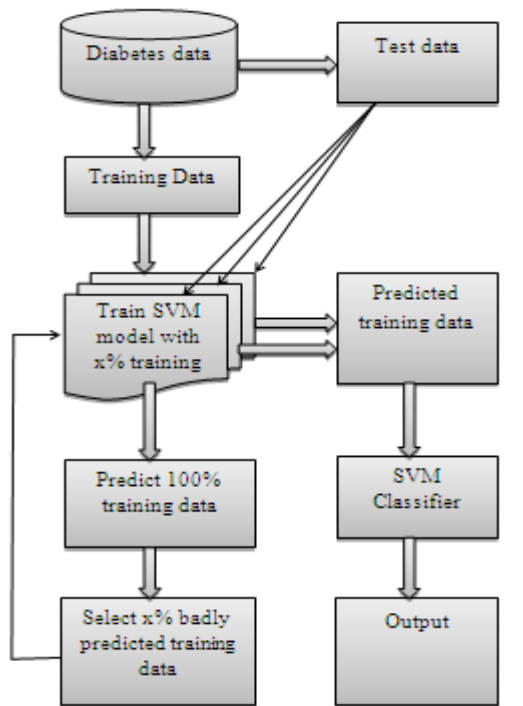 Diabetes data
Test data
Training Data
Train SVM
model with
x% training
Predicted
training data
Predict 100%
training data
SVM
Classifier
Select x% badly
predicted training
data
Output